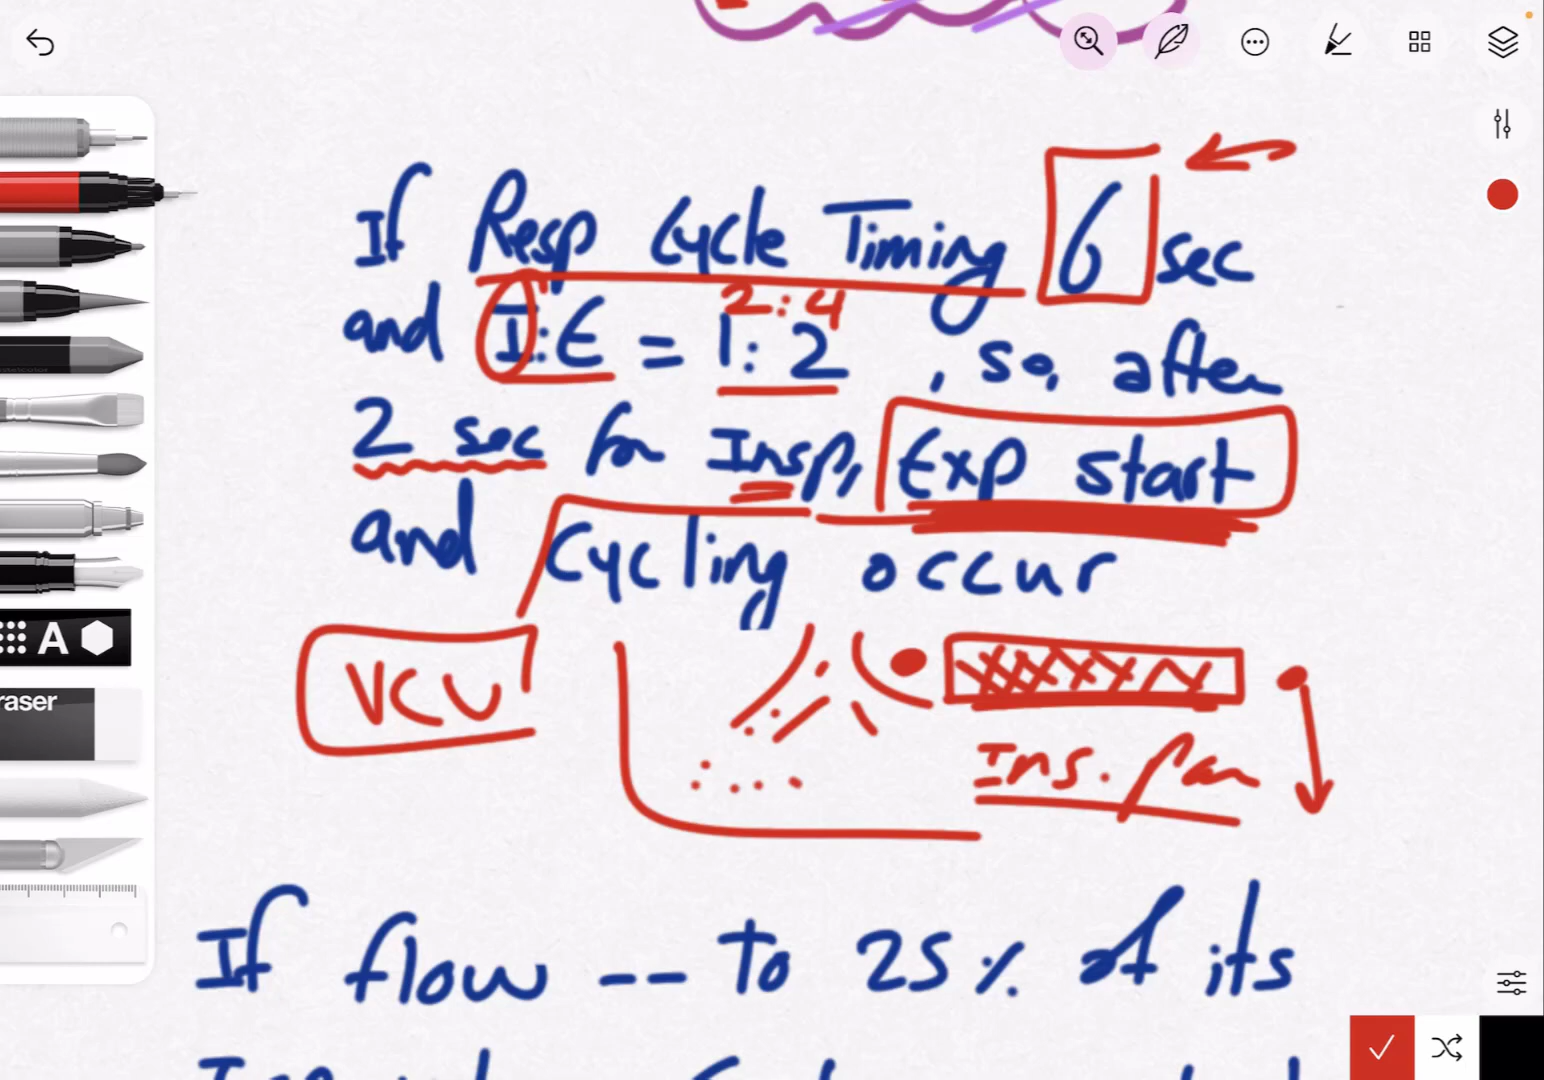 If Resp Cycle Timing 6 sec
2:4
and I:E = 1:2, so, after
2 sec for Insp, Exp start
and Cycling occur
VCV
Ins.
If flow -- to 25% of its
A
raser